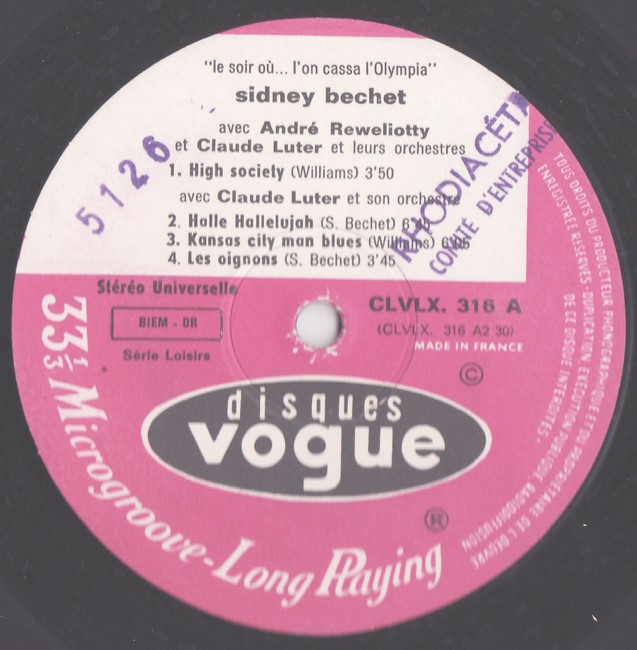 "le soir où... l'on cassa l'Olympia"
sidney bechet
avec André Reweliotty
et Claude Luter et leurs orchestres
1. High society (Williams) 3'50
avec Claude Luter et son orchestre
2. Halle Hallelujah (S. Bechet)
3. Kansas city man blues (Williams)
4. Les oignons (S. Bechet) 3'45
5126
RHODIACÉTA
COMITÉ D'ENTREPRISE
Stéréo Universelle
BIEM - DR
Série Loisirs
CLVLX. 316 A
(CLVLX. 316 A2 30)
MADE IN FRANCE
©
disques
vogue
®
33 1/3 Microgroove-Long Playing
TOUS DROITS DU PRODUCTEUR PHONOGRAPHIQUE ET DU PROPRIÉTAIRE DE L'OEUVRE
ENREGISTRÉE RÉSERVÉS-DUPLICATION, EXÉCUTION PUBLIQUE, RADIODIFFUSION
DE CE DISQUE INTERDITES.